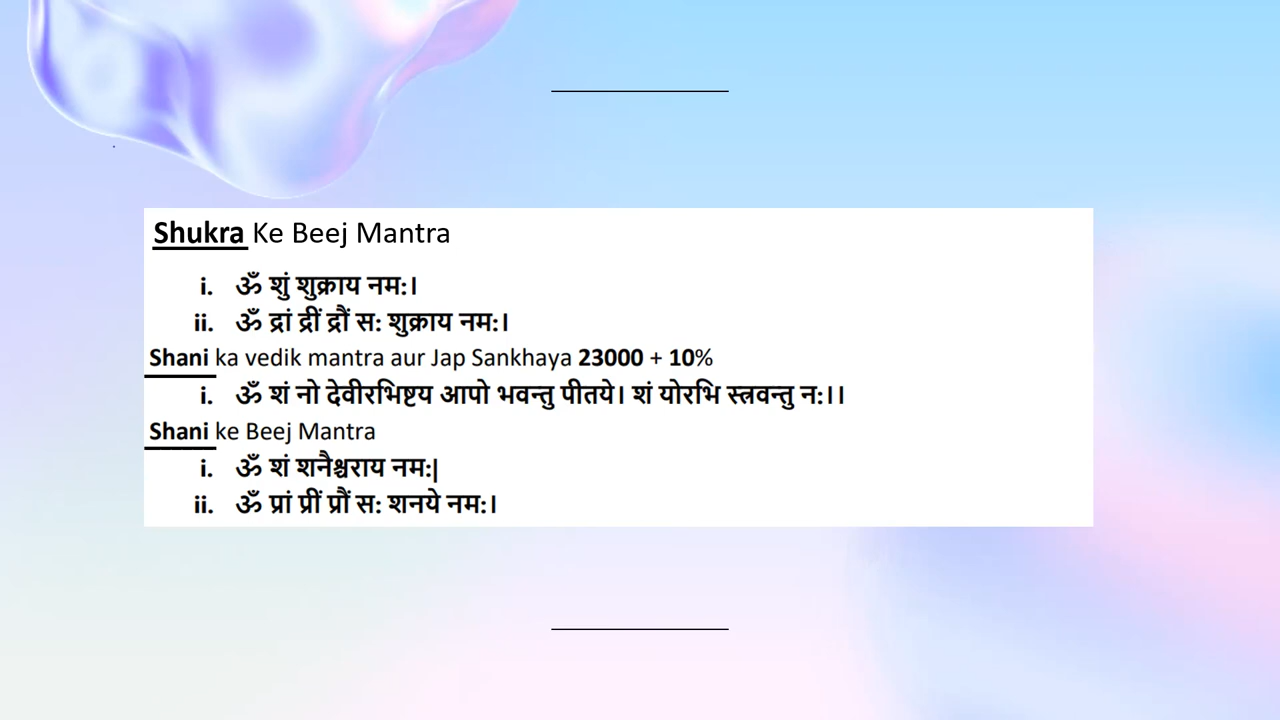 Shukra Ke Beej Mantra
i. ॐ शुं शुक्राय नम:।
ii. ॐ द्रां द्रीं द्रौं स: शुक्राय नम:।
Shani ka vedik mantra aur Jap Sankhaya 23000 + 10%
i. ॐ शं नो देवीरभिष्टय आपो भवन्तु पीतये। शं योरभि स्त्रवन्तु न:।।
Shani ke Beej Mantra
i. ॐ शं शनैश्चराय नम:|
ii. ॐ प्रां प्रीं प्रौं स: शनये नम:।